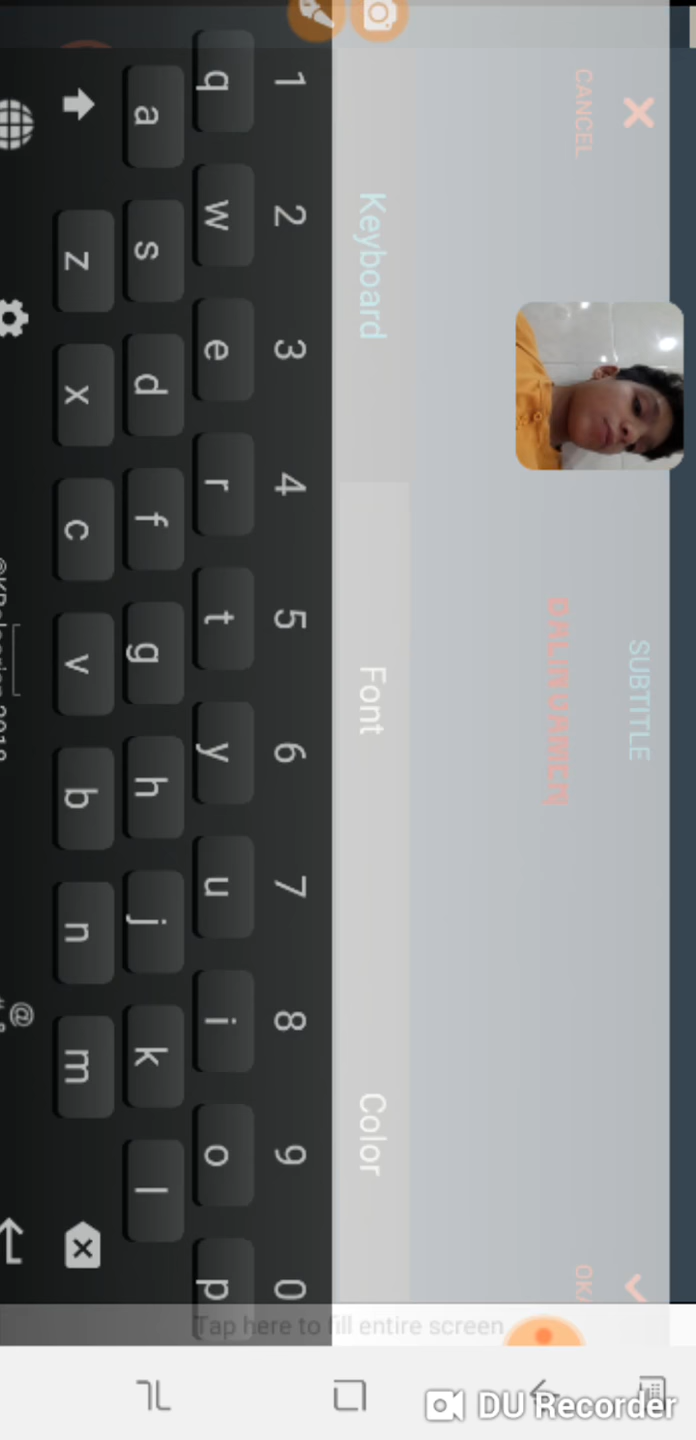 SUBTITLE
CANCEL
OK
Keyboard Font Color
1 2 3 4 5 6 7 8 9 0
q w e r t y u i o p
a s d f g h j k l
z x c v b n m
@
Tap here to fill entire screen
DU Recorder